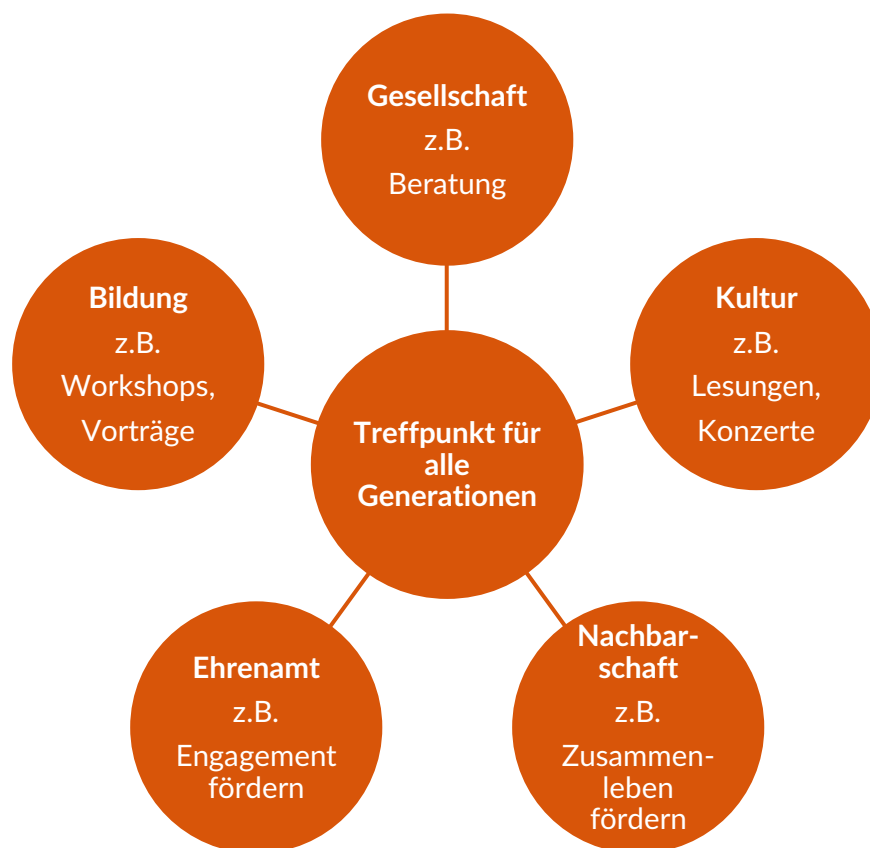 Gesellschaft
z.B.
Beratung
Bildung
z.B.
Workshops,
Vorträge
Kultur
z.B.
Lesungen,
Konzerte
Treffpunkt für
alle
Generationen
Ehrenamt
z.B.
Engagement
fördern
Nachbar-
schaft
z.B.
Zusammen-
leben
fördern